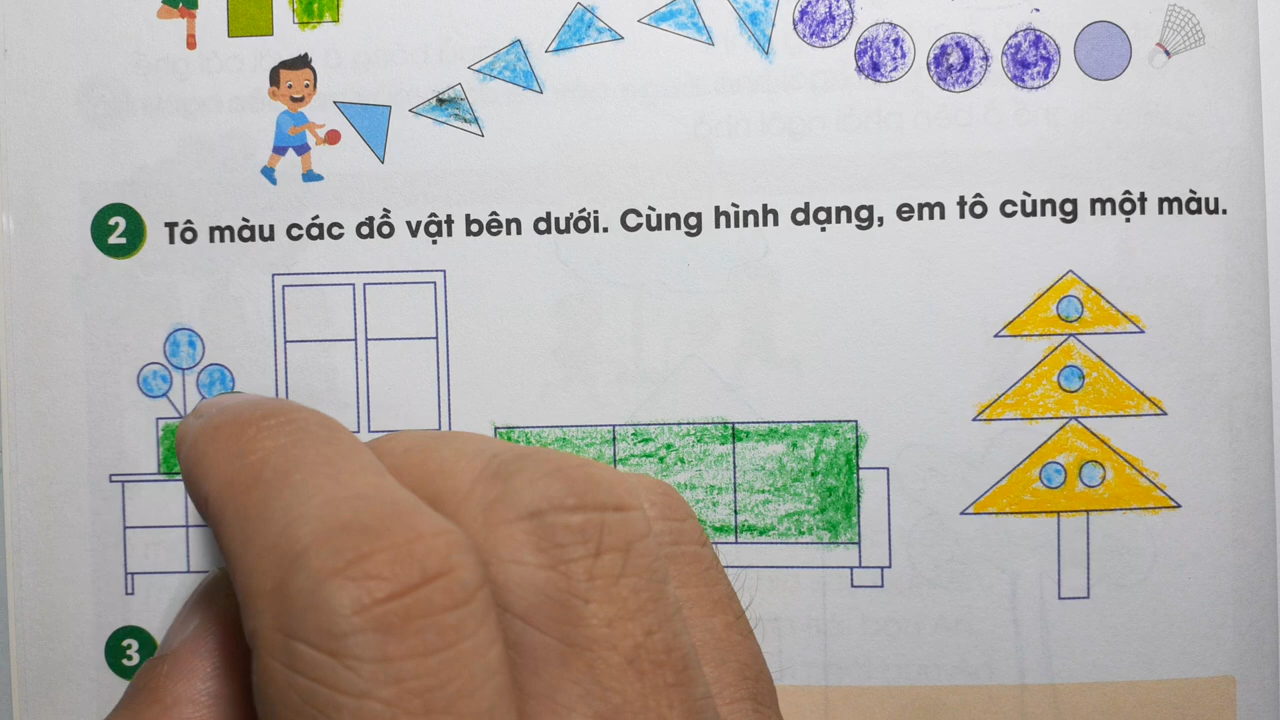 2 Tô màu các đồ vật bên dưới. Cùng hình dạng, em tô cùng một màu.
3